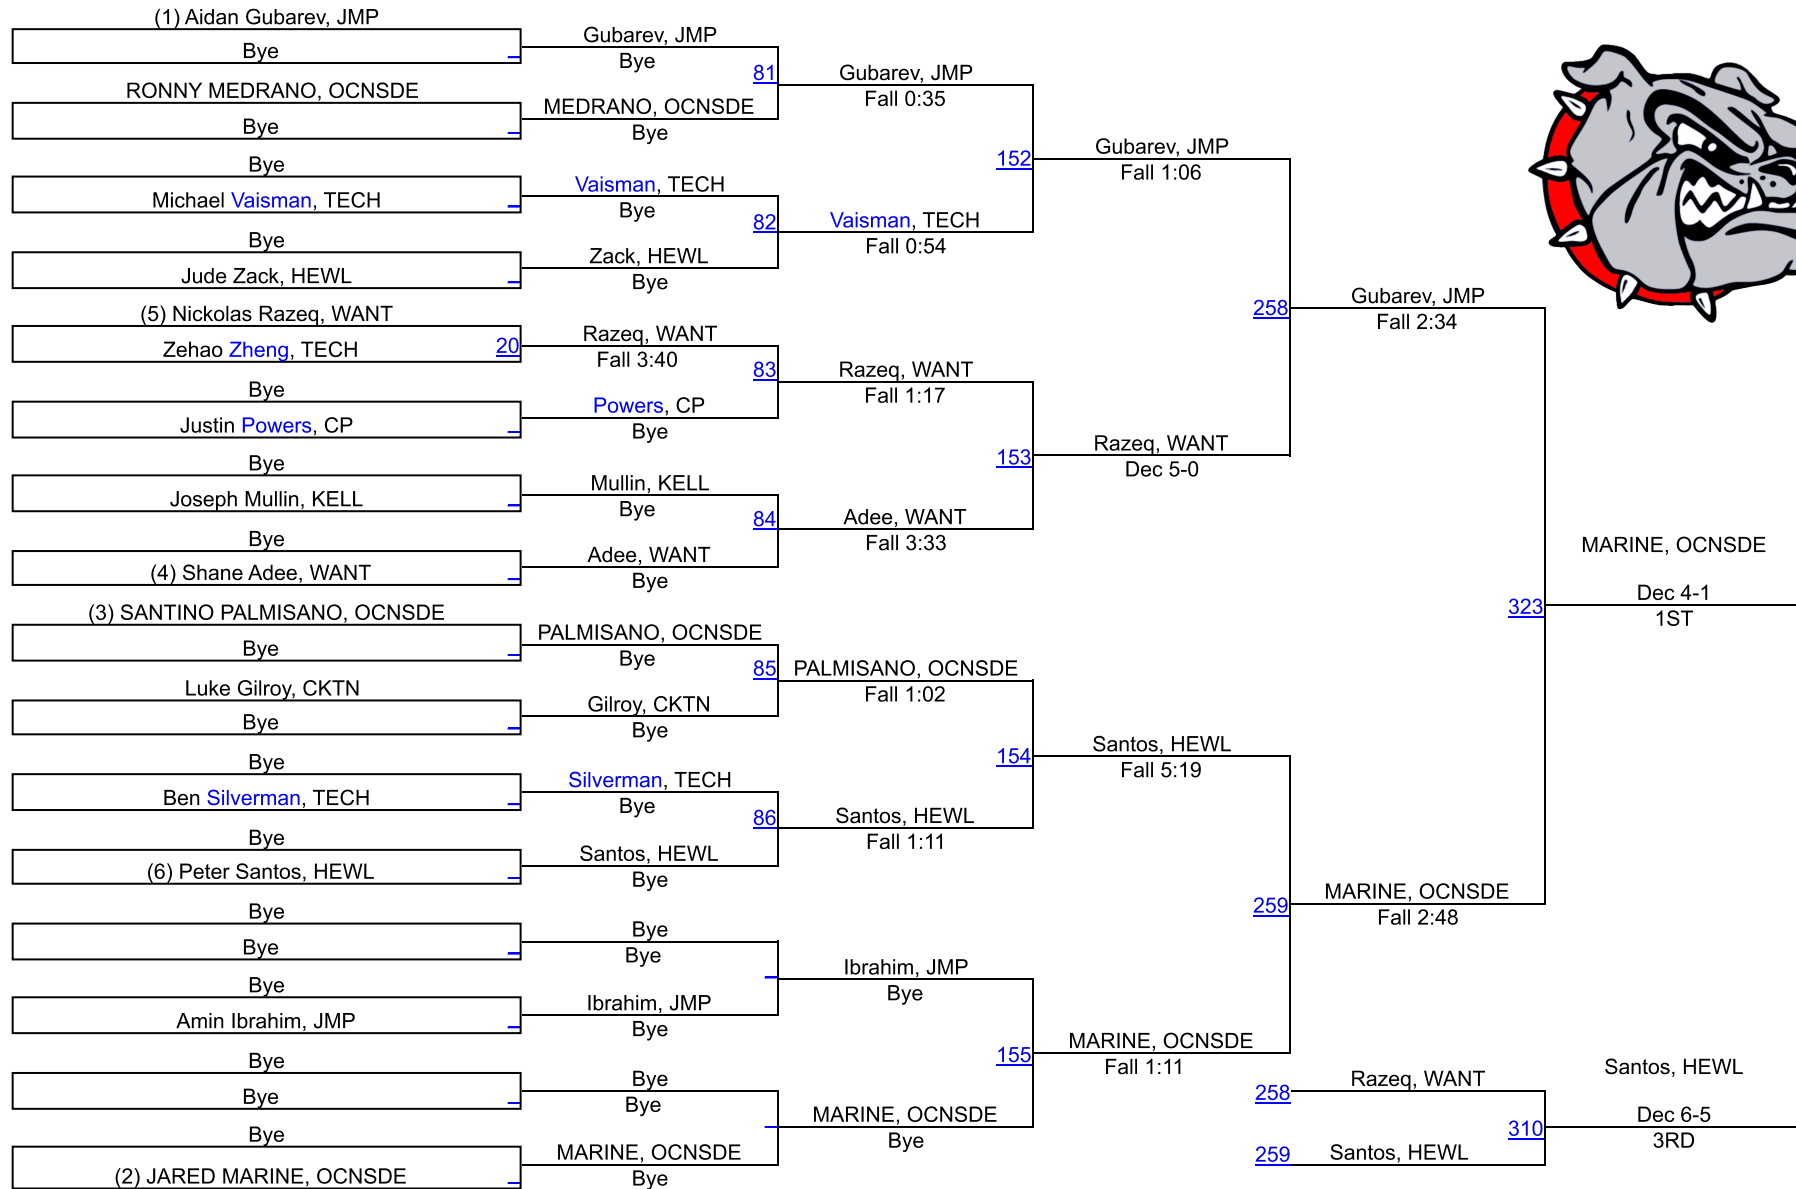 (1) Aidan Gubarev, JMP
Bye
RONNY MEDRANO, OCNSDE
Bye
Bye
Michael Vaisman, TECH
Bye
Jude Zack, HEWL
(5) Nickolas Razeq, WANT
Zehao Zheng, TECH
20
Bye
Justin Powers, CP
Bye
Joseph Mullin, KELL
Bye
(4) Shane Adee, WANT
(3) SANTINO PALMISANO, OCNSDE
Bye
Luke Gilroy, CKTN
Bye
Bye
Ben Silverman, TECH
Bye
(6) Peter Santos, HEWL
Bye
Bye
Bye
Amin Ibrahim, JMP
Bye
Bye
Bye
(2) JARED MARINE, OCNSDE
Gubarev, JMP
Bye
81
MEDRANO, OCNSDE
Bye
Vaisman, TECH
Bye
82
Zack, HEWL
Bye
Razeq, WANT
Fall 3:40
83
Powers, CP
Bye
Mullin, KELL
Bye
84
Adee, WANT
Bye
PALMISANO, OCNSDE
Bye
85
Gilroy, CKTN
Bye
Silverman, TECH
Bye
86
Santos, HEWL
Bye
Bye
Bye
Ibrahim, JMP
Bye
Bye
Bye
MARINE, OCNSDE
Bye
Gubarev, JMP
Fall 0:35
152
Vaisman, TECH
Fall 0:54
Razeq, WANT
Fall 1:17
153
Adee, WANT
Fall 3:33
PALMISANO, OCNSDE
Fall 1:02
154
Santos, HEWL
Fall 1:11
Ibrahim, JMP
Bye
155
MARINE, OCNSDE
Bye
Gubarev, JMP
Fall 1:06
258
Razeq, WANT
Dec 5-0
Santos, HEWL
Fall 5:19
259
MARINE, OCNSDE
Fall 1:11
Gubarev, JMP
Fall 2:34
323
MARINE, OCNSDE
Fall 2:48
MARINE, OCNSDE
Dec 4-1
1ST
258
Razeq, WANT
310
259
Santos, HEWL
Santos, HEWL
Dec 6-5
3RD